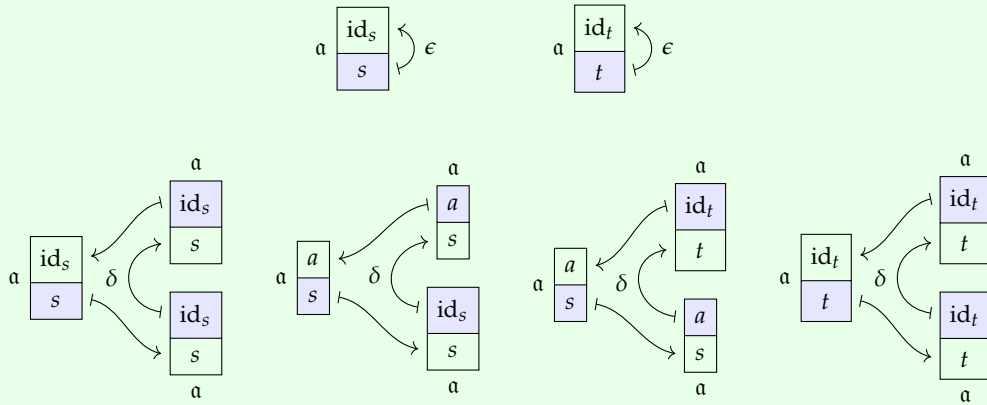 id_s id_t
𝔞 ϵ 𝔞 ϵ
s t
𝔞 𝔞 𝔞 𝔞
id_s a id_t id_t
s s t t
id_s a a id_t
𝔞 δ 𝔞 δ 𝔞 δ 𝔞 δ
s s s t
id_s id_s a id_t
s s s t
𝔞 𝔞 𝔞 𝔞